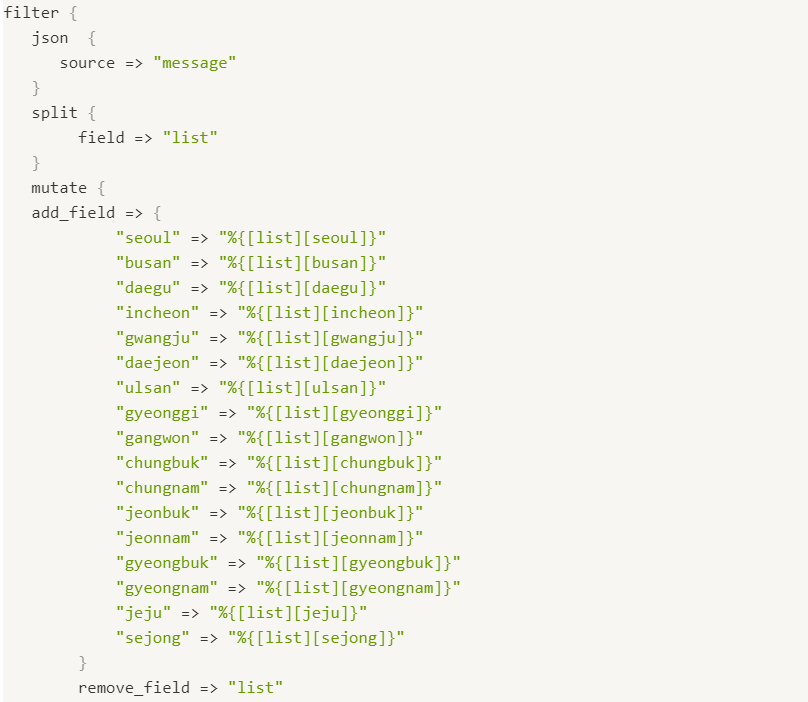 filter {
json {
source => "message"
}
split {
field => "list"
}
mutate {
add_field => {
"seoul" => "%{[list][seoul]}"
"busan" => "%{[list][busan]}"
"daegu" => "%{[list][daegu]}"
"incheon" => "%{[list][incheon]}"
"gwangju" => "%{[list][gwangju]}"
"daejeon" => "%{[list][daejeon]}"
"ulsan" => "%{[list][ulsan]}"
"gyeonggi" => "%{[list][gyeonggi]}"
"gangwon" => "%{[list][gangwon]}"
"chungbuk" => "%{[list][chungbuk]}"
"chungnam" => "%{[list][chungnam]}"
"jeonbuk" => "%{[list][jeonbuk]}"
"jeonnam" => "%{[list][jeonnam]}"
"gyeongbuk" => "%{[list][gyeongbuk]}"
"gyeongnam" => "%{[list][gyeongnam]}"
"jeju" => "%{[list][jeju]}"
"sejong" => "%{[list][sejong]}"
}
remove_field => "list"